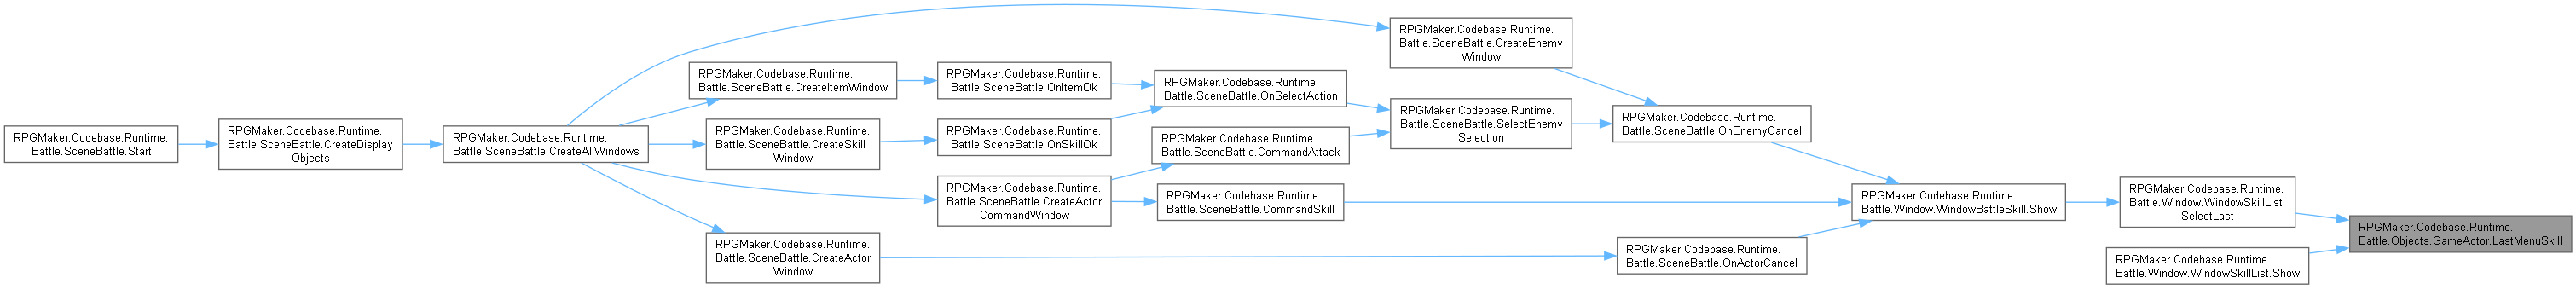 RPGMaker.Codebase.Runtime.
Battle.SceneBattle.Start
RPGMaker.Codebase.Runtime.
Battle.SceneBattle.CreateDisplay
Objects
RPGMaker.Codebase.Runtime.
Battle.SceneBattle.CreateAllWindows
RPGMaker.Codebase.Runtime.
Battle.SceneBattle.CreateItemWindow
RPGMaker.Codebase.Runtime.
Battle.SceneBattle.CreateSkill
Window
RPGMaker.Codebase.Runtime.
Battle.SceneBattle.CreateActor
Window
RPGMaker.Codebase.Runtime.
Battle.SceneBattle.OnItemOk
RPGMaker.Codebase.Runtime.
Battle.SceneBattle.OnSkillOk
RPGMaker.Codebase.Runtime.
Battle.SceneBattle.CreateActor
CommandWindow
RPGMaker.Codebase.Runtime.
Battle.SceneBattle.OnSelectAction
RPGMaker.Codebase.Runtime.
Battle.SceneBattle.CommandAttack
RPGMaker.Codebase.Runtime.
Battle.SceneBattle.CommandSkill
RPGMaker.Codebase.Runtime.
Battle.SceneBattle.CreateEnemy
Window
RPGMaker.Codebase.Runtime.
Battle.SceneBattle.SelectEnemy
Selection
RPGMaker.Codebase.Runtime.
Battle.SceneBattle.OnEnemyCancel
RPGMaker.Codebase.Runtime.
Battle.SceneBattle.OnActorCancel
RPGMaker.Codebase.Runtime.
Battle.Window.WindowBattleSkill.Show
RPGMaker.Codebase.Runtime.
Battle.Window.WindowSkillList.
SelectLast
RPGMaker.Codebase.Runtime.
Battle.Window.WindowSkillList.Show
RPGMaker.Codebase.Runtime.
Battle.Objects.GameActor.LastMenuSkill